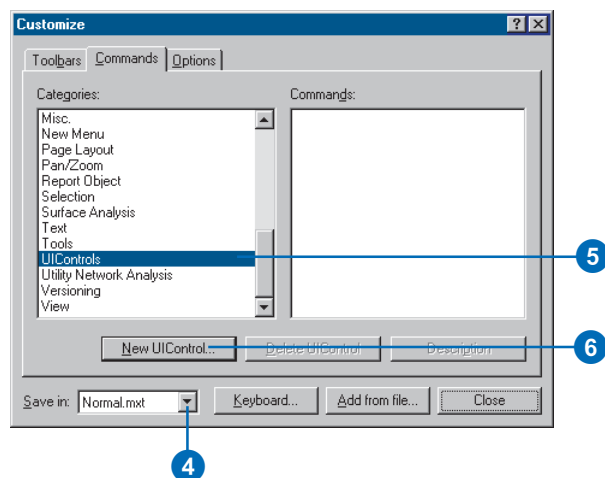 Customize
Toolbars Commands Options
Categories: Commands:
Misc.
New Menu
Page Layout
Pan/Zoom
Report Object
Selection
Surface Analysis
Text
Tools
UIControls
Utility Network Analysis
Versioning
View
5
New UIControl... Delete UIControl Description
6
Save in: Normal.mxt Keyboard... Add from file... Close
4